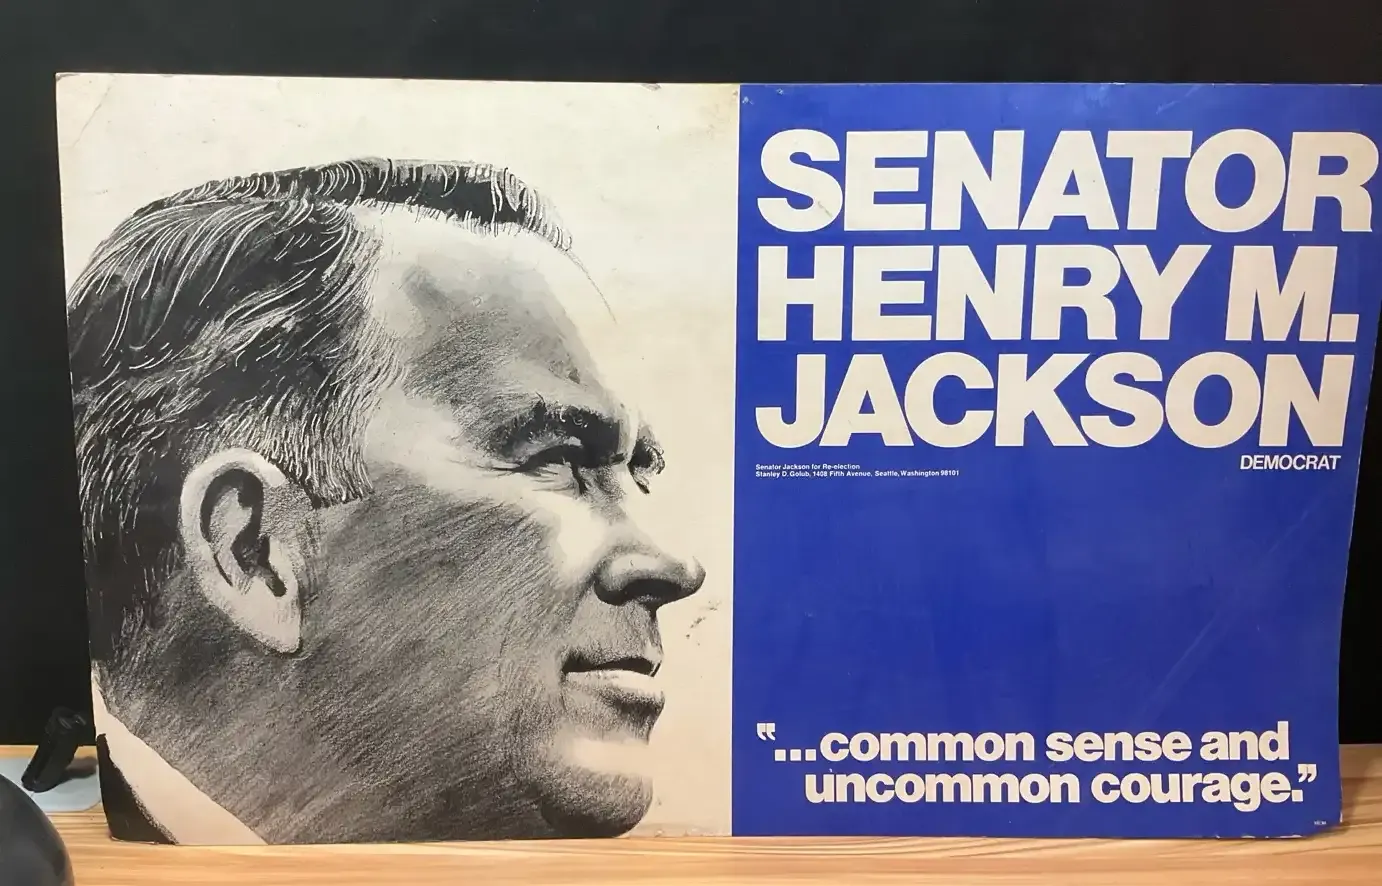 SENATOR
HENRY M.
JACKSON
DEMOCRAT
Senator Jackson for Re-election
Stanley D. Golub, 1408 Fifth Avenue, Seattle, Washington 98101
“...common sense and
uncommon courage.”